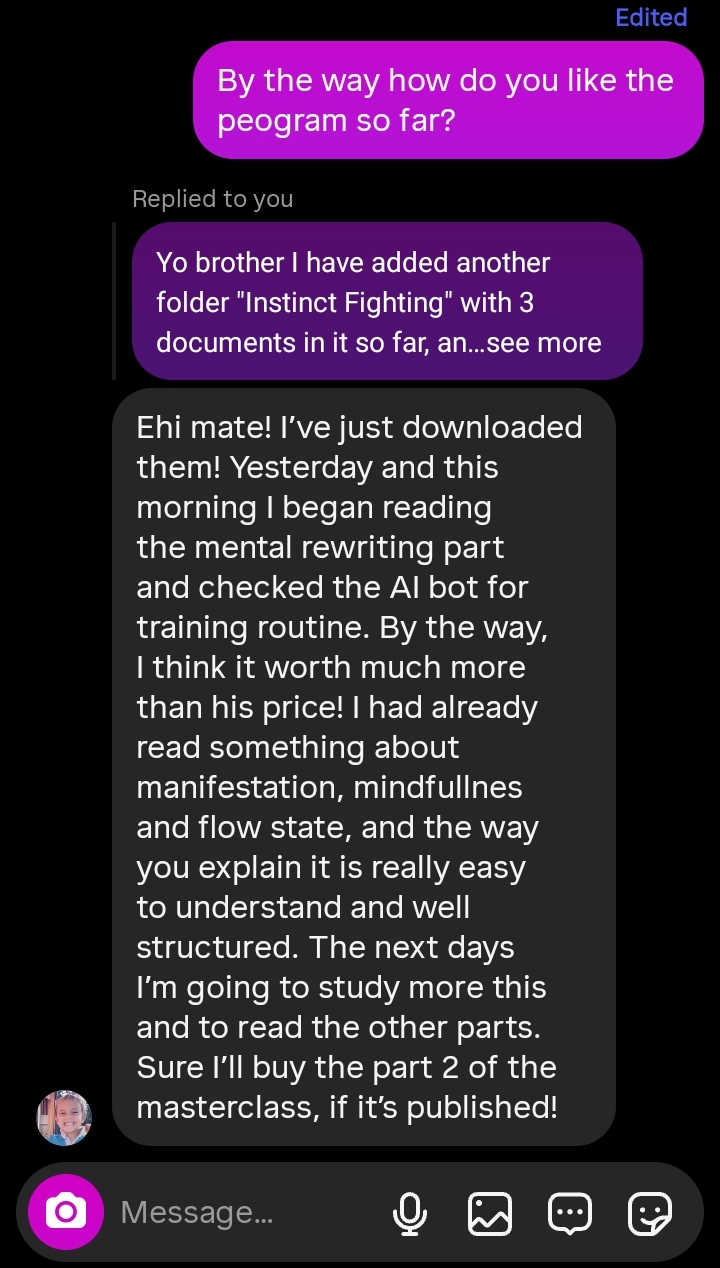 Edited
By the way how do you like the
peogram so far?
Replied to you
Yo brother I have added another
folder "Instinct Fighting" with 3
documents in it so far, an...see more
Ehi mate! I’ve just downloaded
them! Yesterday and this
morning I began reading
the mental rewriting part
and checked the AI bot for
training routine. By the way,
I think it worth much more
than his price! I had already
read something about
manifestation, mindfullnes
and flow state, and the way
you explain it is really easy
to understand and well
structured. The next days
I’m going to study more this
and to read the other parts.
Sure I’ll buy the part 2 of the
masterclass, if it’s published!
Message...